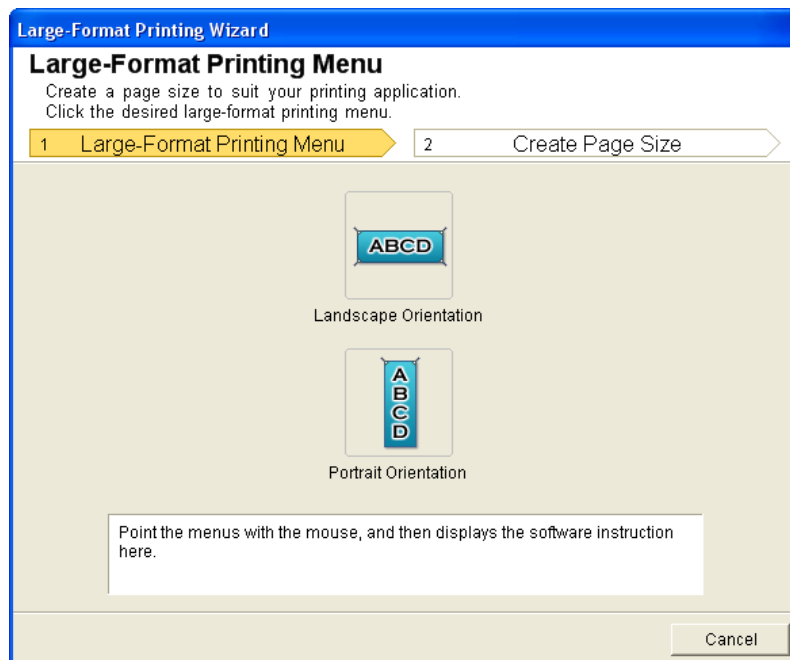 Large-Format Printing Wizard
Large-Format Printing Menu
Create a page size to suit your printing application.
Click the desired large-format printing menu.
1 Large-Format Printing Menu
2 Create Page Size
ABCD
Landscape Orientation
A
B
C
D
Portrait Orientation
Point the menus with the mouse, and then displays the software instruction
here.
Cancel